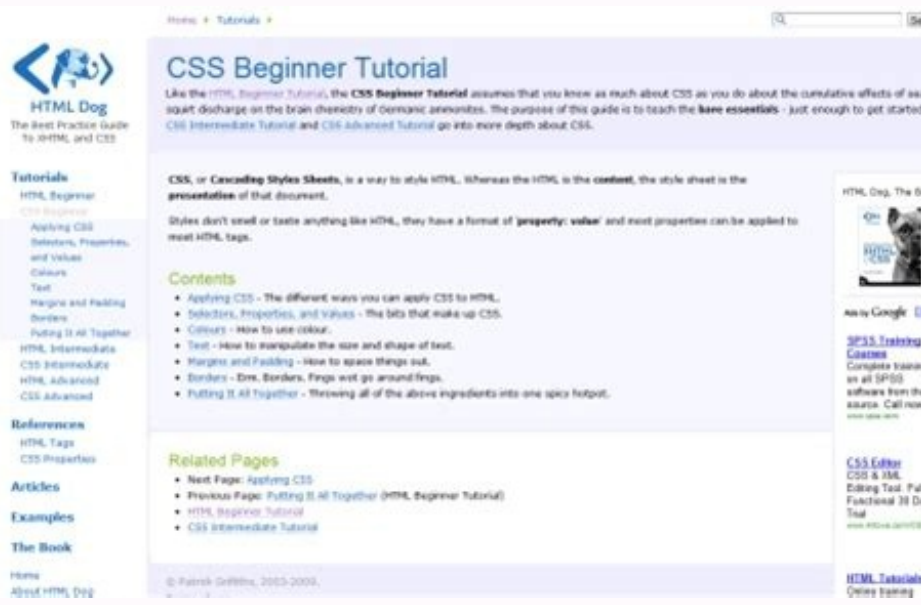 Home Tutorials
HTML Dog
The Best Practice Guide
To XHTML and CSS
Tutorials
HTML Beginner
CSS Beginner
Applying CSS
Selectors, Properties,
and Values
Colours
Text
Margins and Padding
Borders
Putting It All Together
HTML Intermediate
CSS Intermediate
HTML Advanced
CSS Advanced
References
HTML Tags
CSS Properties
Articles
Examples
The Book
Home
About HTML Dog
CSS Beginner Tutorial
Like the HTML Beginner Tutorial, the CSS Beginner Tutorial assumes that you know as much about CSS as you do about the cumulative effects of
squirt discharge on the brain chemistry of Germanic ammonites. The purpose of this guide is to teach the bare essentials - just enough to get started
CSS Intermediate Tutorial and CSS Advanced Tutorial go into more depth about CSS.
CSS, or Cascading Styles Sheets, is a way to style HTML. Whereas the HTML is the content, the style sheet is the
presentation of that document.
Styles don't smell or taste anything like HTML, they have a format of 'property: value' and most properties can be applied to
most HTML tags.
Contents
• Applying CSS - The different ways you can apply CSS to HTML.
• Selectors, Properties, and Values - The bits that make up CSS.
• Colours - How to use colour.
• Text - How to manipulate the size and shape of text.
• Margins and Padding - How to space things out.
• Borders - Erm. Borders. Fings wot go around fings.
• Putting It All Together - Throwing all of the above ingredients into one spicy hotpot.
Related Pages
• Next Page: Applying CSS
• Previous Page: Putting It All Together (HTML Beginner Tutorial)
• HTML Beginner Tutorial
• CSS Intermediate Tutorial
© Patrick Griffiths, 2003-2009.
HTML Dog, The
HTML
CSS
Ads by Google
SPSS Training
Courses
Complete
on all SPSS
software from
source. Call now
CSS Editor
CSS & XML
Editing Tool
Functional 30
Trial
HTML Tutorials
Online training